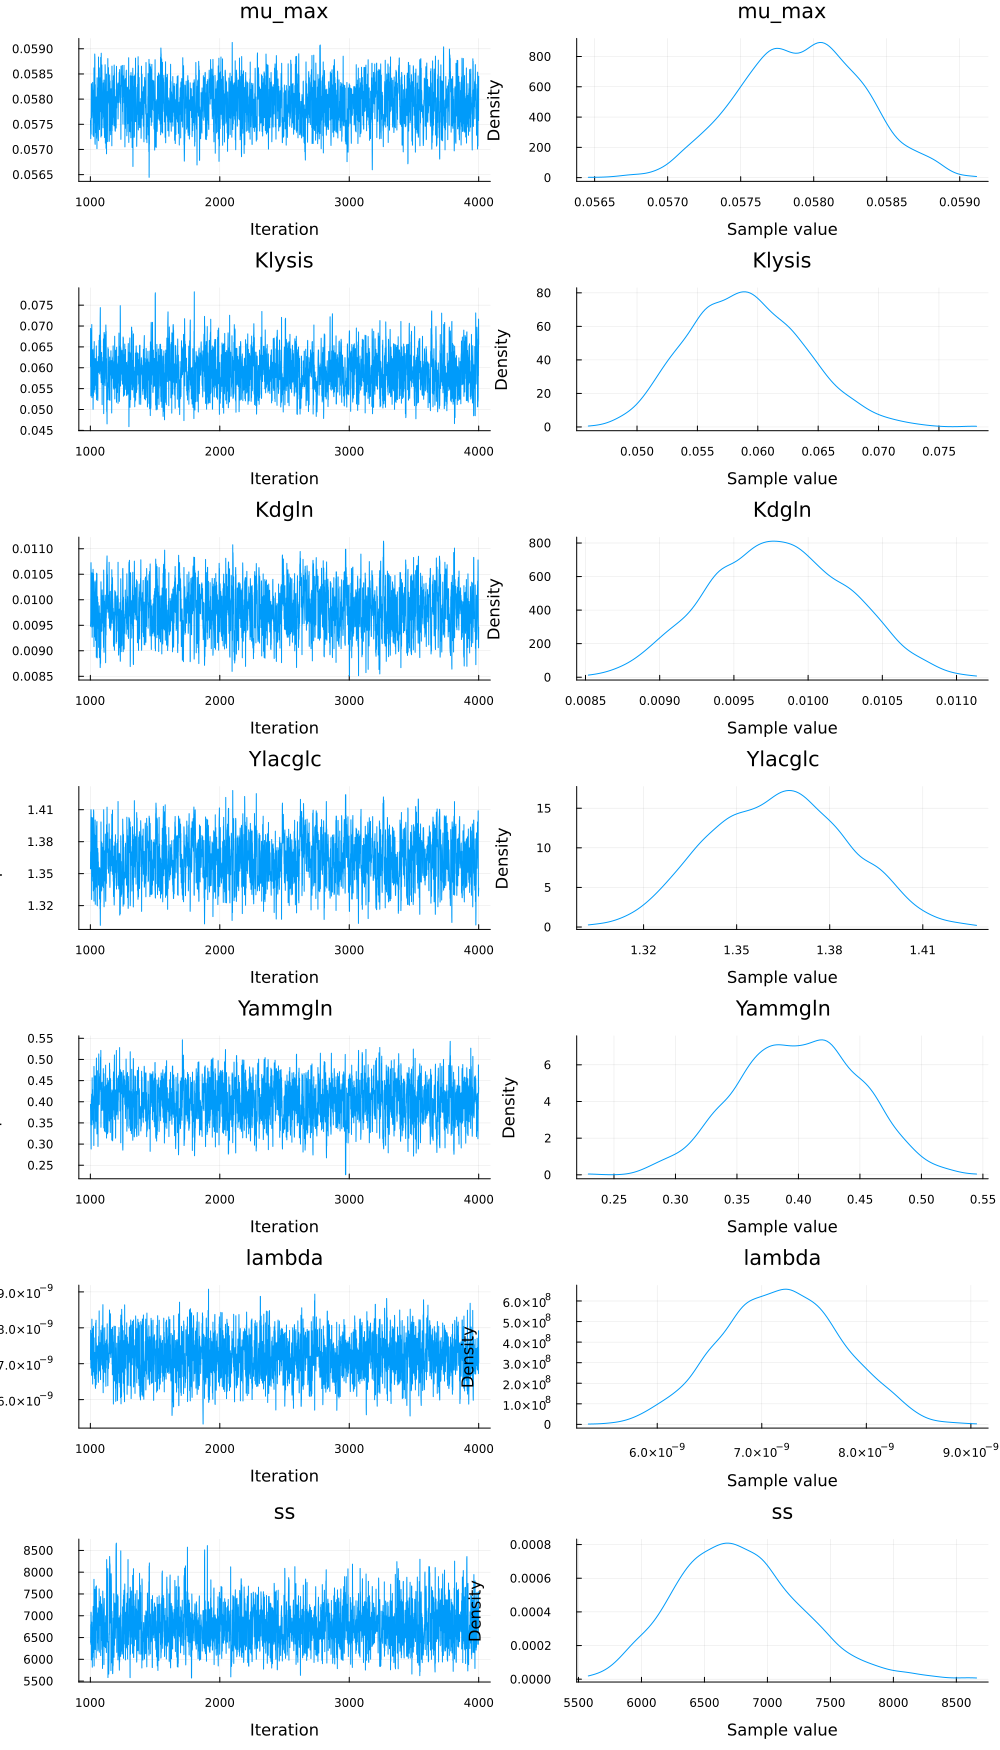 mu_max mu_max
0.0590
0.0585
0.0580
0.0575
0.0570
0.0565
1000 2000 3000 4000
Iteration
Density
800
600
400
200
0
0.0565 0.0570 0.0575 0.0580 0.0585 0.0590
Sample value
Klysis Klysis
0.075
0.070
0.065
0.060
0.055
0.050
0.045
1000 2000 3000 4000
Iteration
Density
80
60
40
20
0
0.050 0.055 0.060 0.065 0.070 0.075
Sample value
Kdgln Kdgln
0.0110
0.0105
0.0100
0.0095
0.0090
0.0085
1000 2000 3000 4000
Iteration
Density
800
600
400
200
0
0.0085 0.0090 0.0095 0.0100 0.0105 0.0110
Sample value
Ylacglc Ylacglc
1.41
1.38
1.35
1.32
1000 2000 3000 4000
Iteration
Density
15
10
5
0
1.32 1.35 1.38 1.41
Sample value
Yammgln Yammgln
0.55
0.50
0.45
0.40
0.35
0.30
0.25
1000 2000 3000 4000
Iteration
Density
6
4
2
0
0.25 0.30 0.35 0.40 0.45 0.50 0.55
Sample value
lambda lambda
9.0×10⁻⁹
8.0×10⁻⁹
7.0×10⁻⁹
6.0×10⁻⁹
1000 2000 3000 4000
Iteration
Density
6.0×10⁸
5.0×10⁸
4.0×10⁸
3.0×10⁸
2.0×10⁸
1.0×10⁸
0
6.0×10⁻⁹ 7.0×10⁻⁹ 8.0×10⁻⁹ 9.0×10⁻⁹
Sample value
ss ss
8500
8000
7500
7000
6500
6000
5500
1000 2000 3000 4000
Iteration
Density
0.0008
0.0006
0.0004
0.0002
0.0000
5500 6000 6500 7000 7500 8000 8500
Sample value